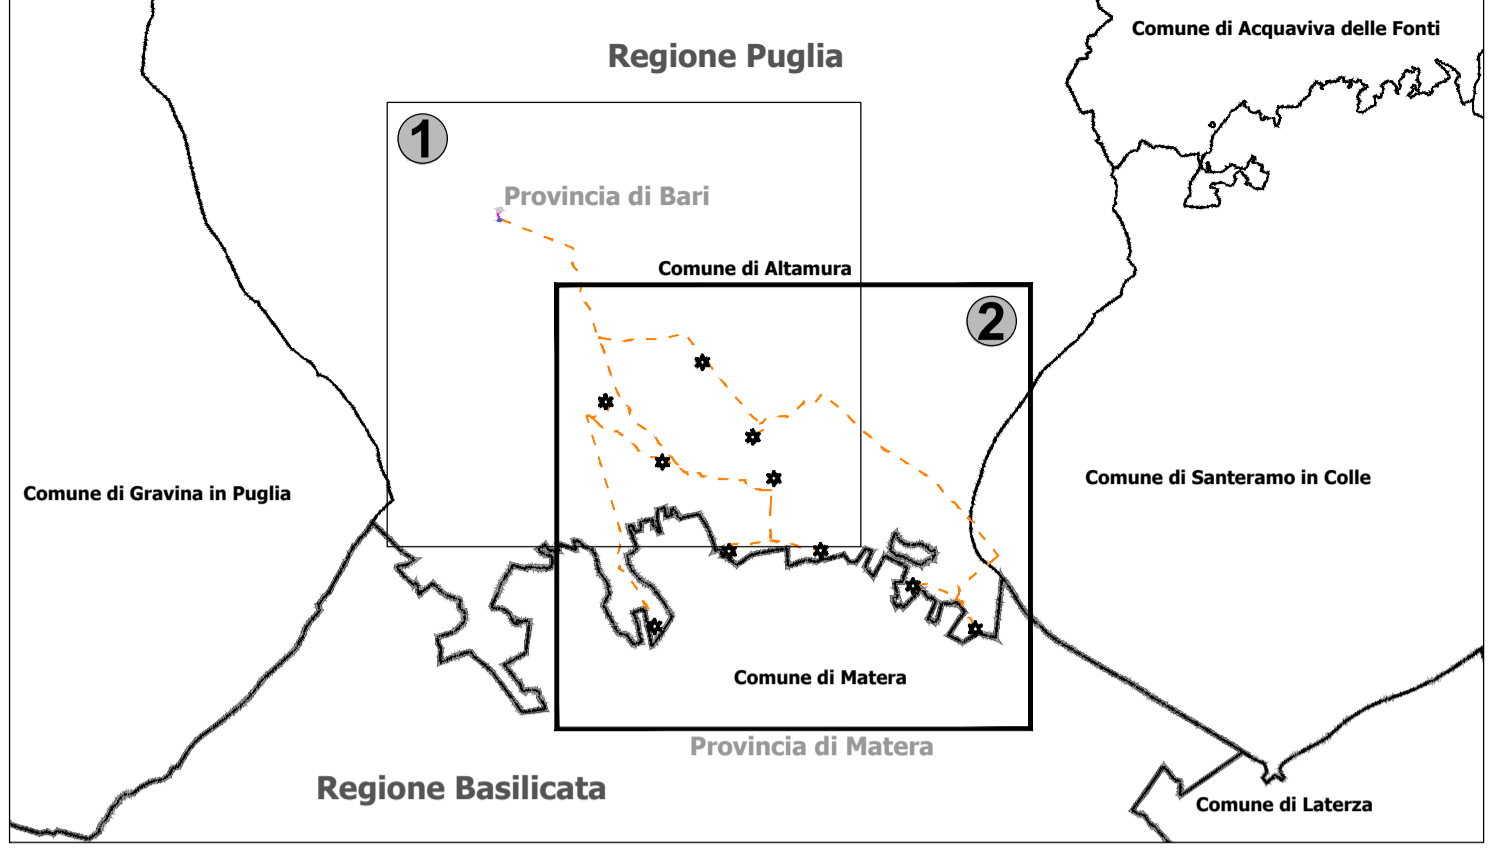 Comune di Acquaviva delle Fonti
Regione Puglia
1
Provincia di Bari
Comune di Altamura
2
Comune di Santeramo in Colle
Comune di Gravina in Puglia
Comune di Matera
Provincia di Matera
Regione Basilicata
Comune di Laterza